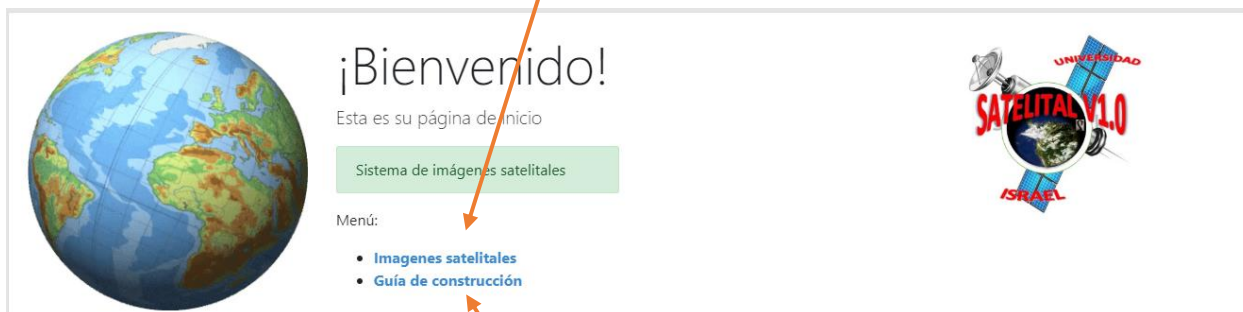 ¡Bienvenido!
Esta es su página de inicio
Sistema de imágenes satelitales
Menú:
Imagenes satelitales
Guía de construcción
UNIVERSIDAD
SATELITAL V1.0
ISRAEL